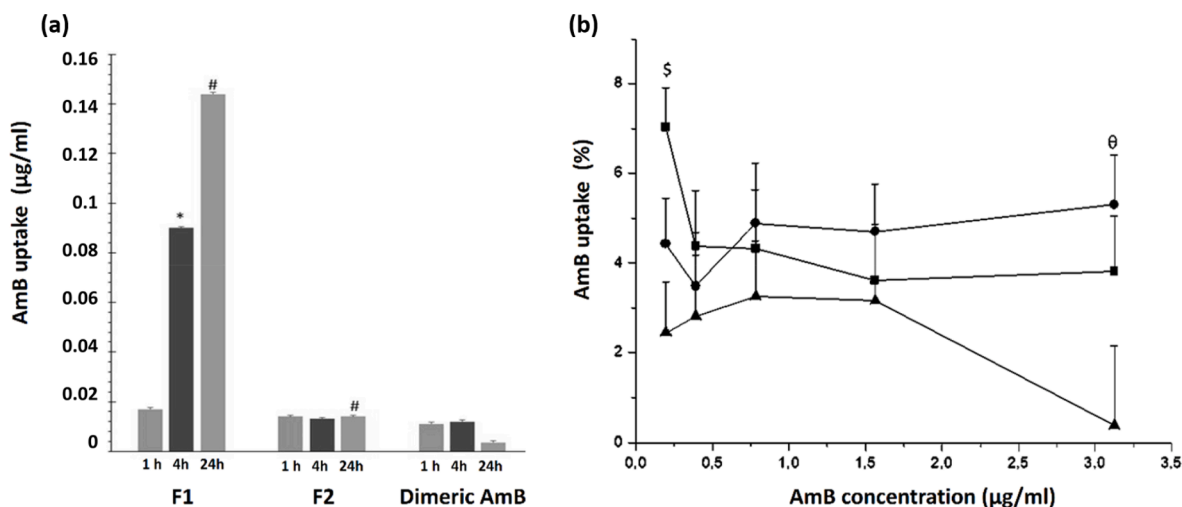 (a)
AmB uptake (µg/ml)
0.16
0.14
0.12
0.1
0.08
0.06
0.04
0.02
0
*
#
#
1 h 4h 24h 1 h 4h 24h 1 h 4h 24h
F1 F2 Dimeric AmB
(b)
AmB uptake (%)
8
6
4
2
0
$
θ
0,0 0,5 1,0 1,5 2,0 2,5 3.0 3,5
AmB concentration (µg/ml)